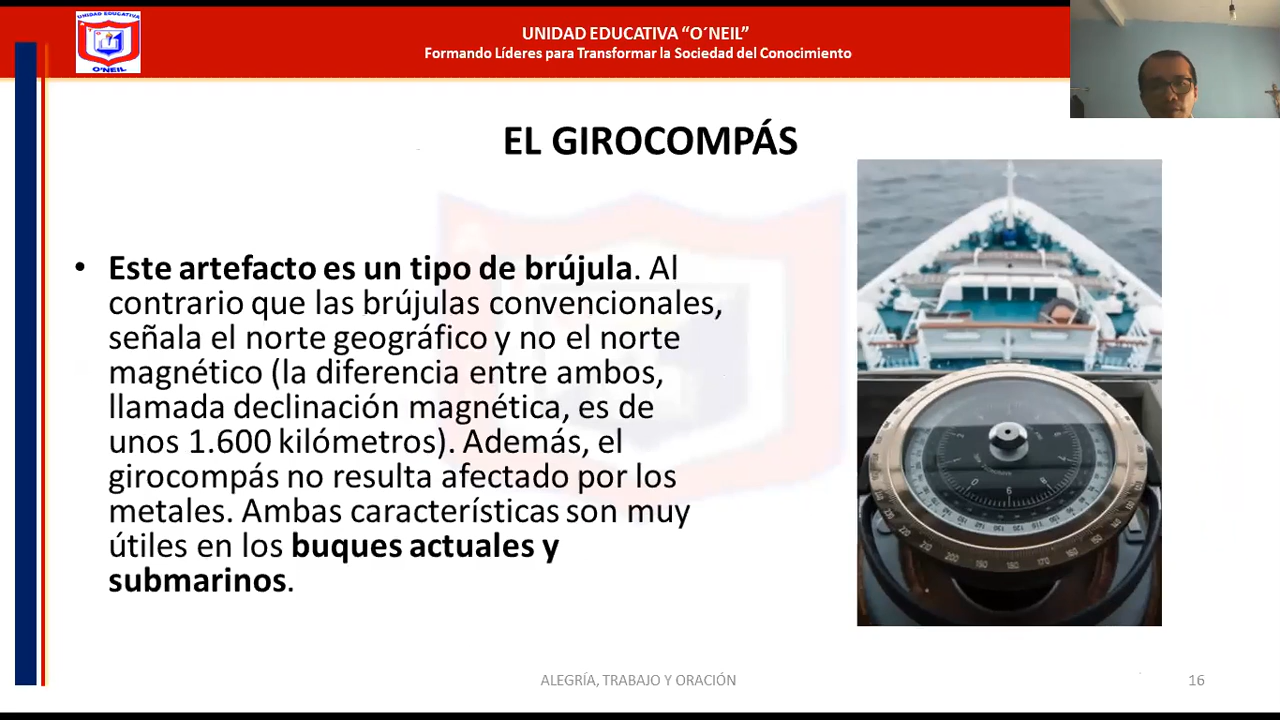 UNIDAD EDUCATIVA
O´NEIL
UNIDAD EDUCATIVA “O´NEIL”
Formando Líderes para Transformar la Sociedad del Conocimiento
EL GIROCOMPÁS
• Este artefacto es un tipo de brújula. Al
contrario que las brújulas convencionales,
señala el norte geográfico y no el norte
magnético (la diferencia entre ambos,
llamada declinación magnética, es de
unos 1.600 kilómetros). Además, el
girocompás no resulta afectado por los
metales. Ambas características son muy
útiles en los buques actuales y
submarinos.
ALEGRÍA, TRABAJO Y ORACIÓN
16